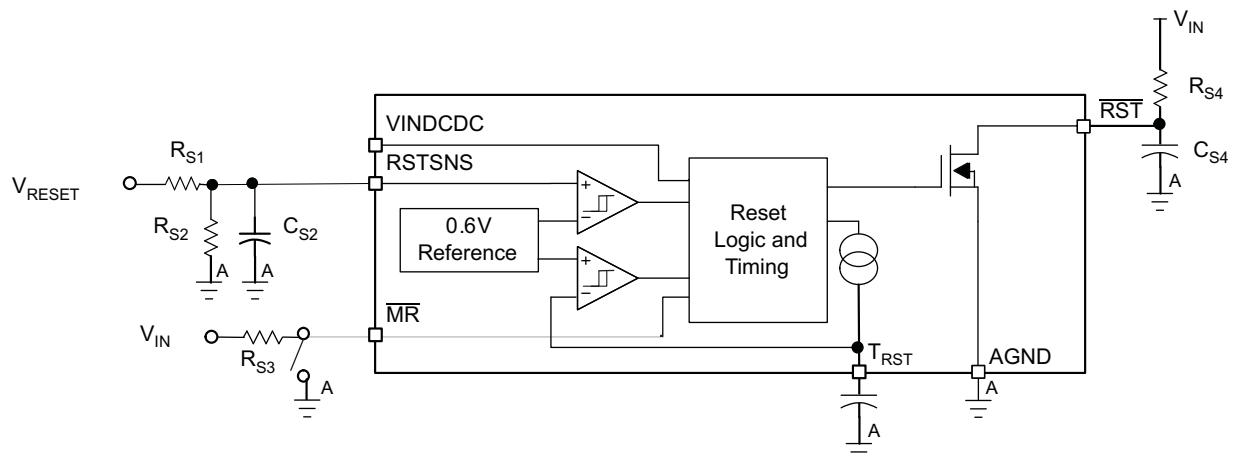 V_IN
R_S4
RST
C_S4
A
VINDCDC
RSTSNS
R_S1
V_RESET
R_S2
C_S2
A
A
+
−
0.6V
Reference
+
−
Reset
Logic and
Timing
MR
V_IN
R_S3
A
T_RST
AGND
A
A